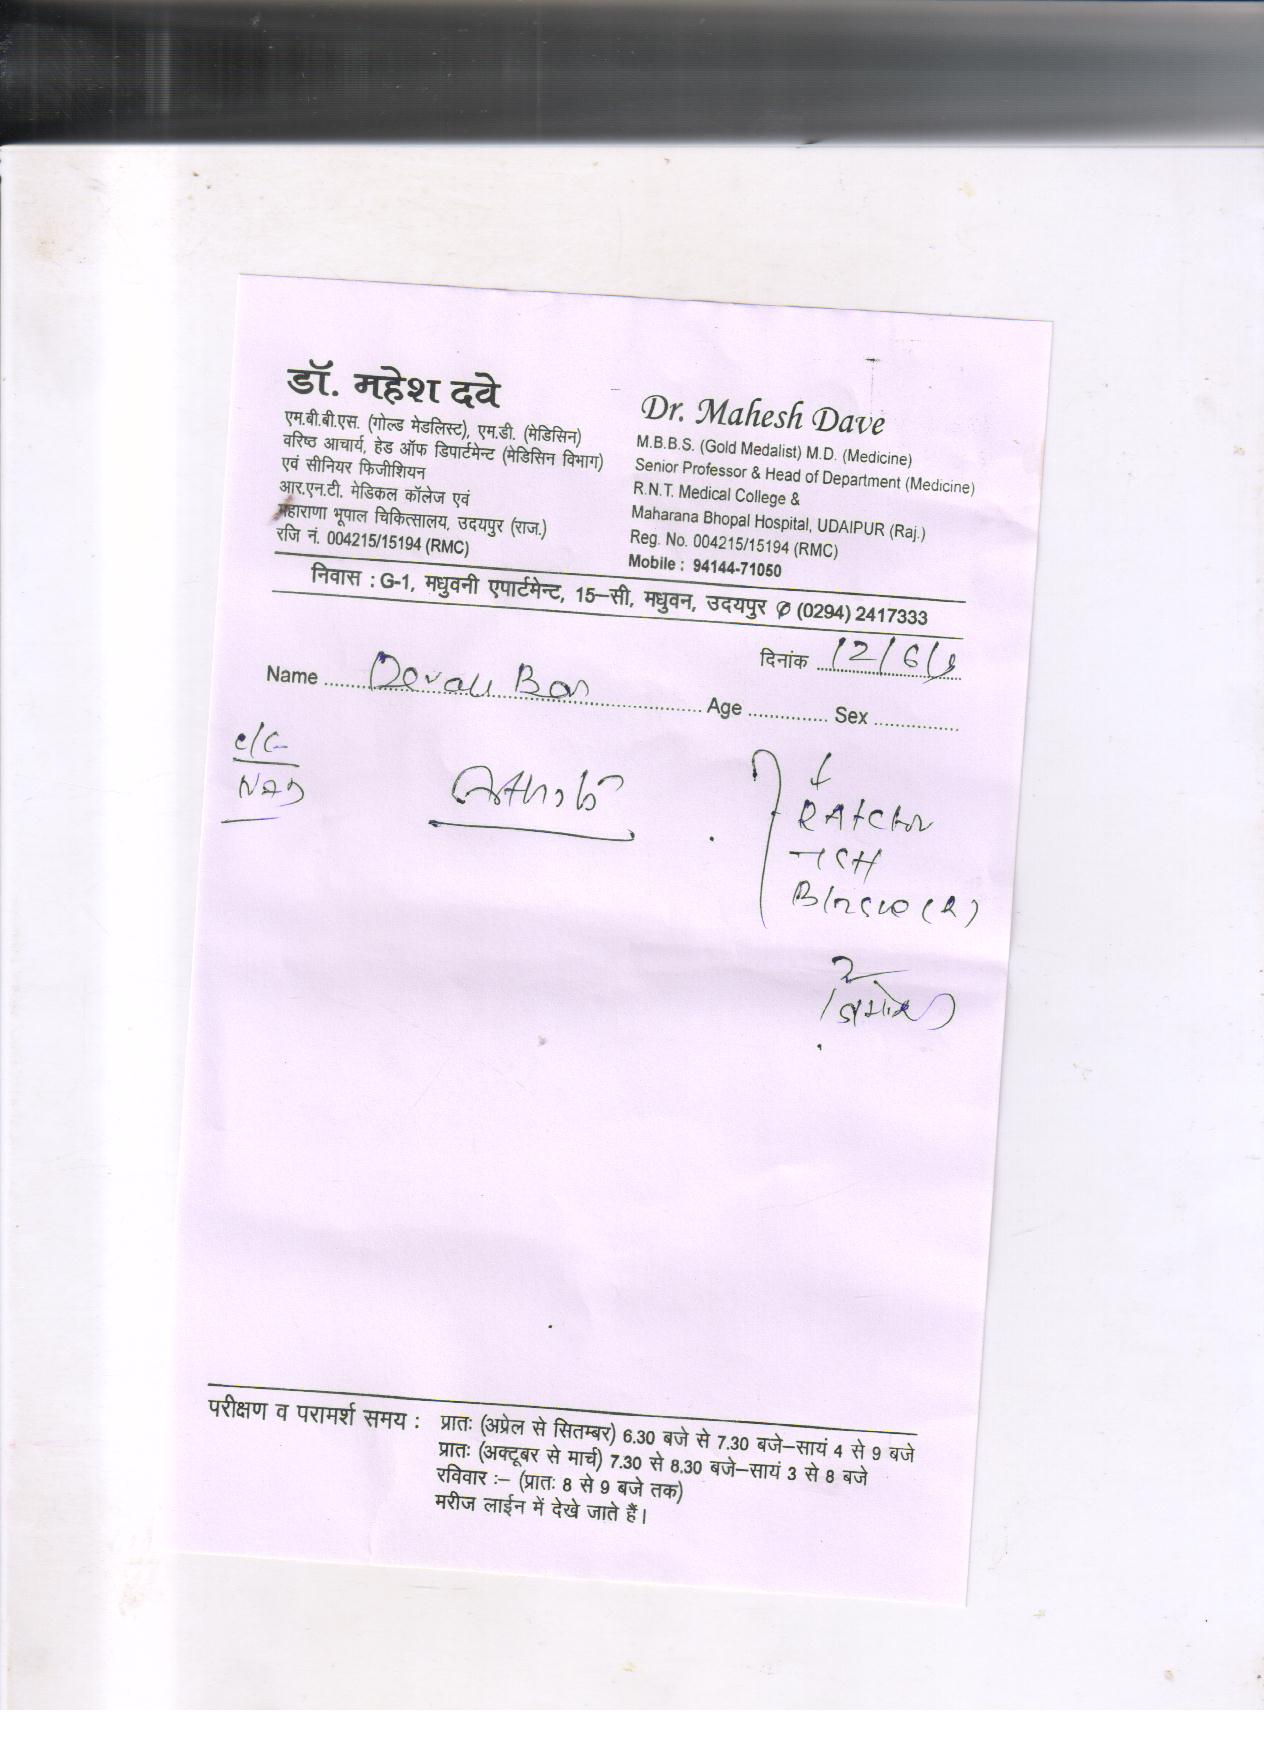 डॉ. महेश दवे
एम.बी.बी.एस. (गोल्ड मेडलिस्ट), एम.डी. (मेडिसिन)
वरिष्ठ आचार्य, हेड ऑफ डिपार्टमेन्ट (मेडिसिन विभाग)
एवं सीनियर फिजीशियन
आर.एन.टी. मेडिकल कॉलेज एवं
महाराणा भूपाल चिकित्सालय, उदयपुर (राज.)
रजि नं. 004215/15194 (RMC)
Dr. Mahesh Dave
M.B.B.S. (Gold Medalist) M.D. (Medicine)
Senior Professor & Head of Department (Medicine)
R.N.T. Medical College &
Maharana Bhopal Hospital, UDAIPUR (Raj.)
Reg. No. 004215/15194 (RMC)
Mobile : 94144-71050
निवास : G-1, मधुवनी एपार्टमेन्ट, 15–सी, मधुवन, उदयपुर ✆ (0294) 2417333
दिनांक 12/6/
Name Age Sex
NAD
TSH
परीक्षण व परामर्श समय : प्रातः (अप्रेल से सितम्बर) 6.30 बजे से 7.30 बजे–सायं 4 से 9 बजे
प्रातः (अक्टूबर से मार्च) 7.30 से 8.30 बजे–सायं 3 से 8 बजे
रविवार :– (प्रातः 8 से 9 बजे तक)
मरीज लाईन में देखे जाते हैं।